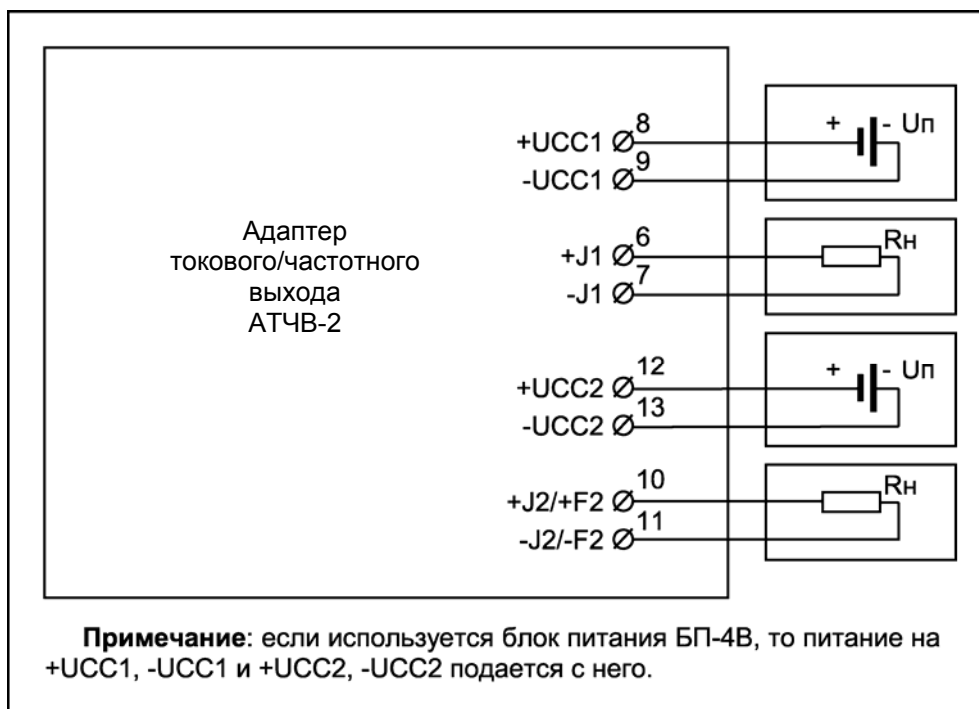 Адаптер
токового/частотного
выхода
АТЧВ-2
+UCC1 8
-UCC1 9
+ - Uп
+J1 6
-J1 7
Rн
+UCC2 12
-UCC2 13
+ - Uп
+J2/+F2 10
-J2/-F2 11
Rн
Примечание: если используется блок питания БП-4В, то питание на
+UCC1, -UCC1 и +UCC2, -UCC2 подается с него.